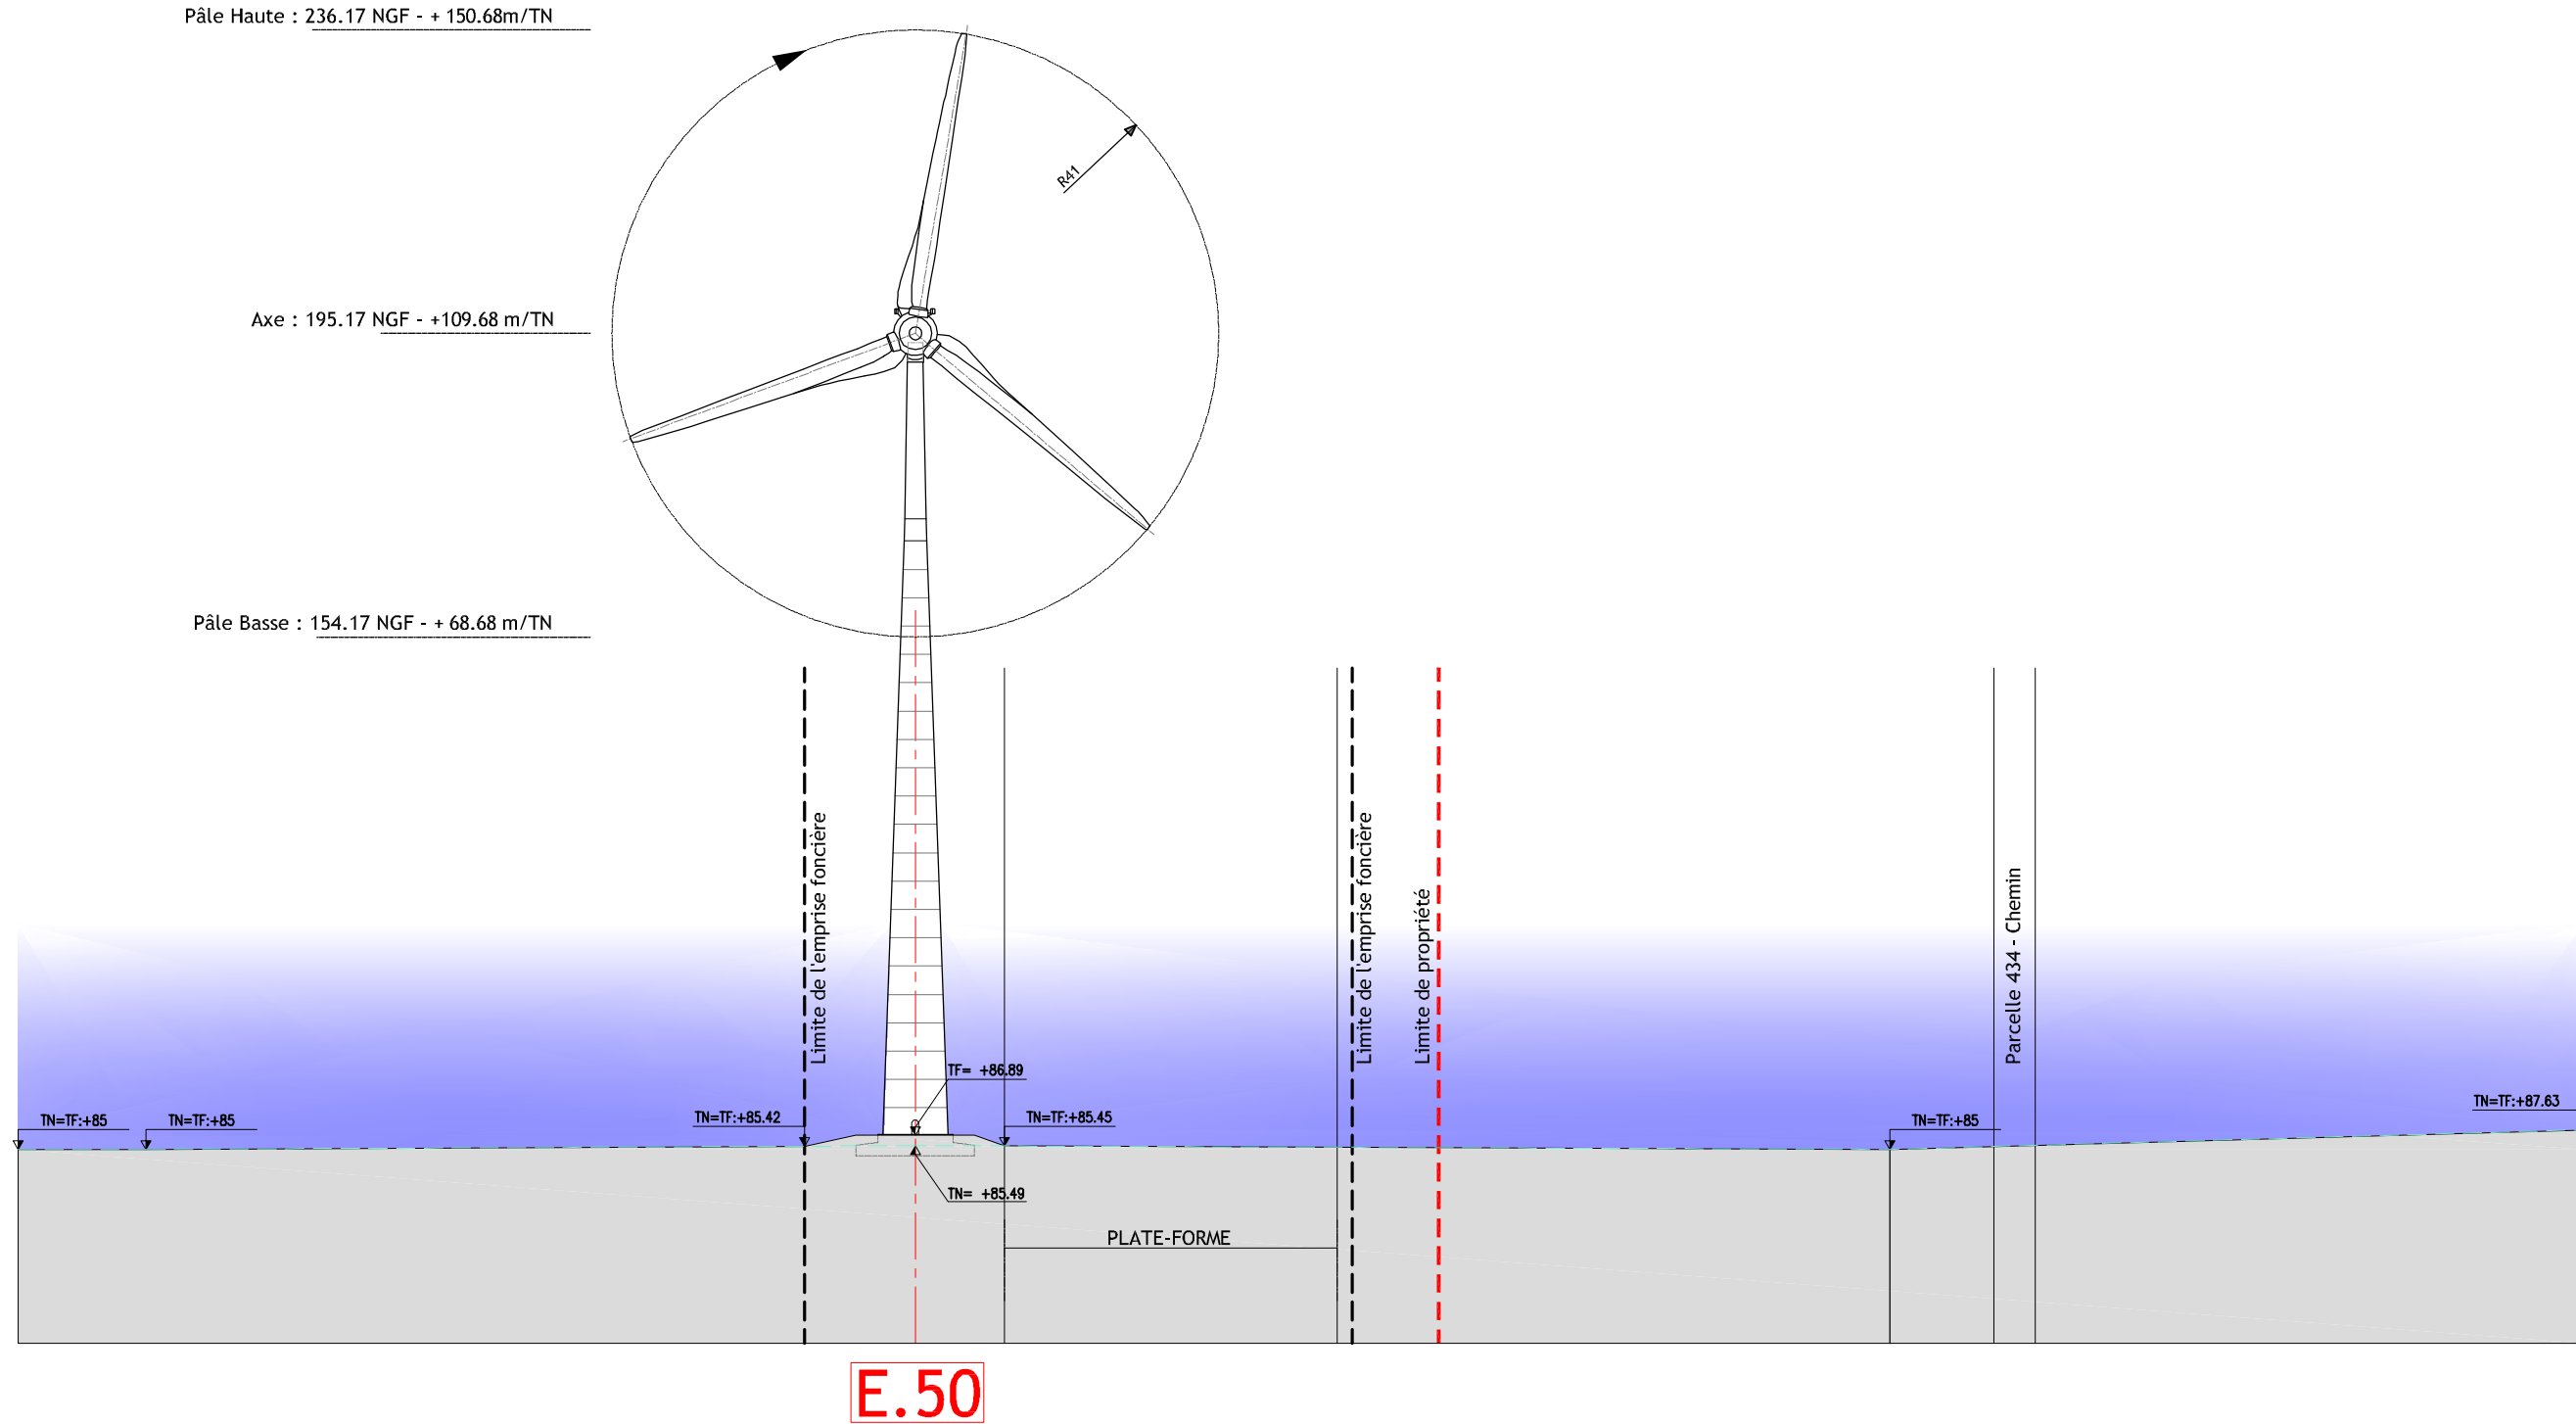 Pâle Haute : 236.17 NGF - + 150.68m/TN
R41
Axe : 195.17 NGF - +109.68 m/TN
Pâle Basse : 154.17 NGF - + 68.68 m/TN
Limite de l'emprise foncière
Limite de l'emprise foncière
Limite de propriété
Parcelle 434 - Chemin
TF= +86.89
TN=TF:+85
TN=TF:+85
TN=TF:+85.42
TN=TF:+85.45
TN=TF:+85
TN=TF:+87.63
TN= +85.49
PLATE-FORME
E.50